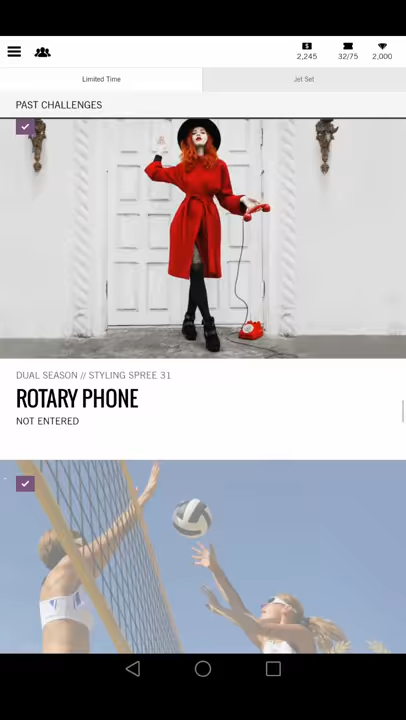 2,245
32/75
2,000
Limited Time
Jet Set
PAST CHALLENGES
DUAL SEASON // STYLING SPREE 31
ROTARY PHONE
NOT ENTERED